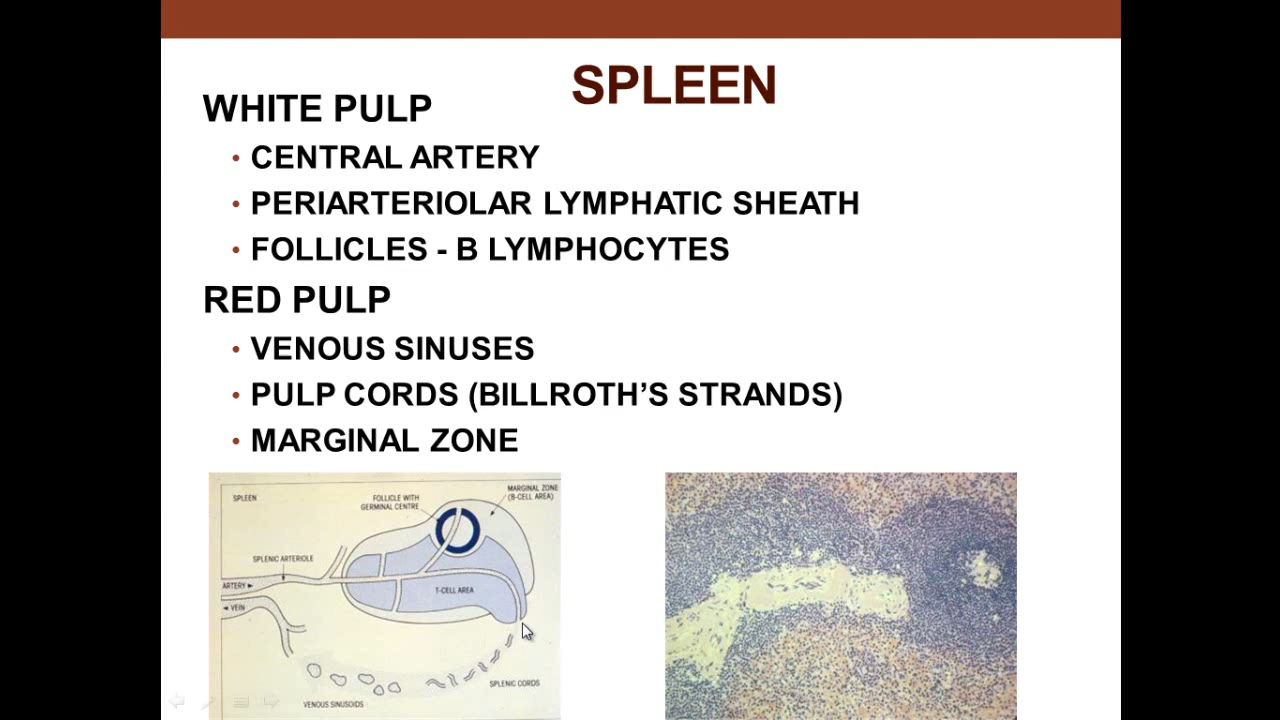 SPLEEN
WHITE PULP
• CENTRAL ARTERY
• PERIARTERIOLAR LYMPHATIC SHEATH
• FOLLICLES - B LYMPHOCYTES
RED PULP
• VENOUS SINUSES
• PULP CORDS (BILLROTH’S STRANDS)
• MARGINAL ZONE
SPLEEN
FOLLICLE WITH
GERMINAL CENTRE
MARGINAL ZONE
(B-CELL AREA)
SPLENIC ARTERIOLE
ARTERY
T-CELL AREA
VEIN
SPLENIC CORDS
VENOUS SINUSOIDS